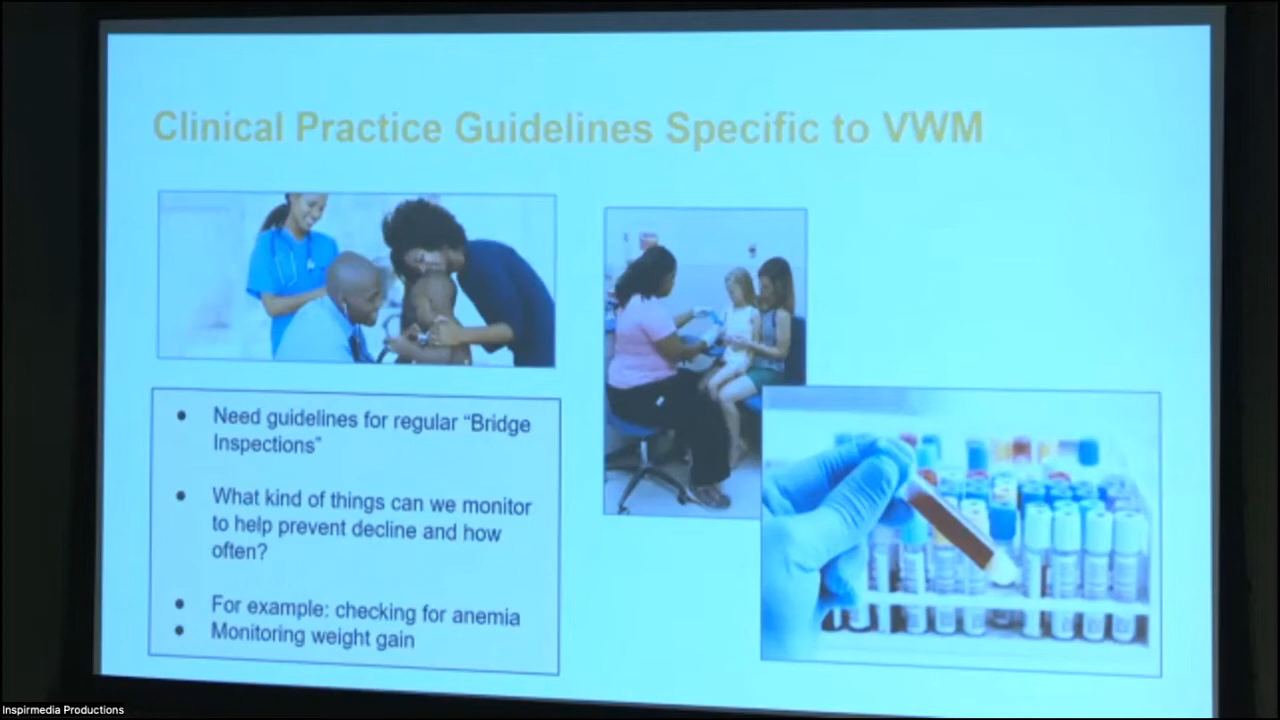 Clinical Practice Guidelines Specific to VWM
• Need guidelines for regular “Bridge
Inspections”
• What kind of things can we monitor
to help prevent decline and how
often?
• For example: checking for anemia
• Monitoring weight gain
Inspirmedia Productions